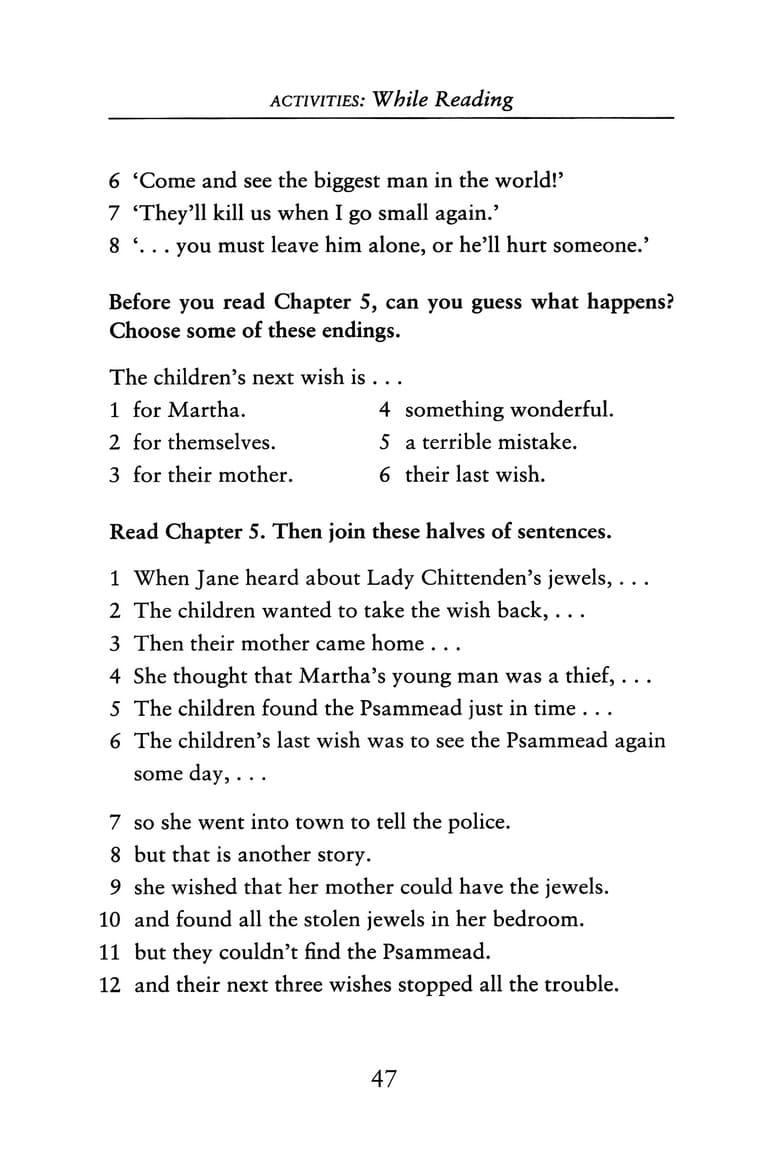 ACTIVITIES: While Reading
6 ‘Come and see the biggest man in the world!’
7 ‘They’ll kill us when I go small again.’
8 ‘. . . you must leave him alone, or he’ll hurt someone.’
Before you read Chapter 5, can you guess what happens?
Choose some of these endings.
The children’s next wish is . . .
1 for Martha.
2 for themselves.
3 for their mother.
4 something wonderful.
5 a terrible mistake.
6 their last wish.
Read Chapter 5. Then join these halves of sentences.
1 When Jane heard about Lady Chittenden’s jewels, . . .
2 The children wanted to take the wish back, . . .
3 Then their mother came home . . .
4 She thought that Martha’s young man was a thief, . . .
5 The children found the Psammead just in time . . .
6 The children’s last wish was to see the Psammead again
some day, . . .
7 so she went into town to tell the police.
8 but that is another story.
9 she wished that her mother could have the jewels.
10 and found all the stolen jewels in her bedroom.
11 but they couldn’t find the Psammead.
12 and their next three wishes stopped all the trouble.
47